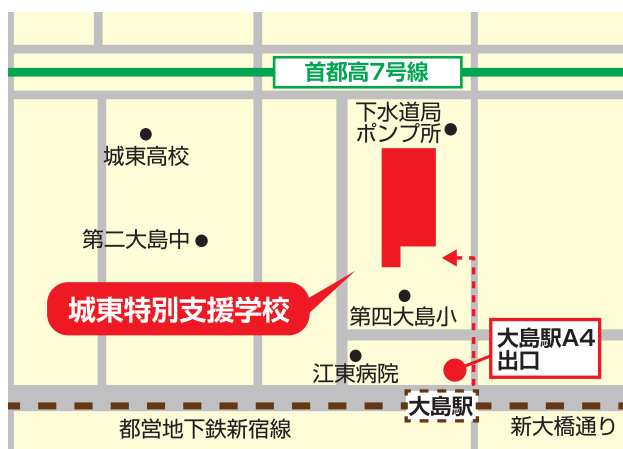 首都高7号線
下水道局
ポンプ所
城東高校
第二大島中
城東特別支援学校
第四大島小
大島駅A4
出口
江東病院
大島駅
都営地下鉄新宿線
新大橋通り